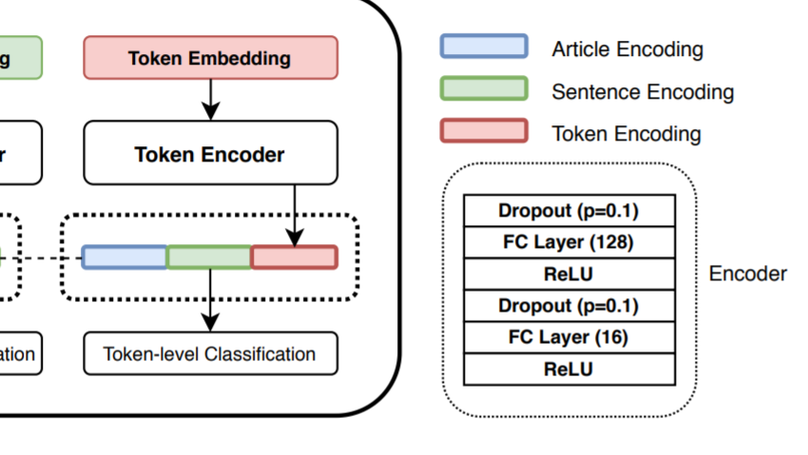 g
Token Embedding
r
Token Encoder
ation
Token-level Classification
Article Encoding
Sentence Encoding
Token Encoding
Dropout (p=0.1)
FC Layer (128)
ReLU
Dropout (p=0.1)
FC Layer (16)
ReLU
Encoder